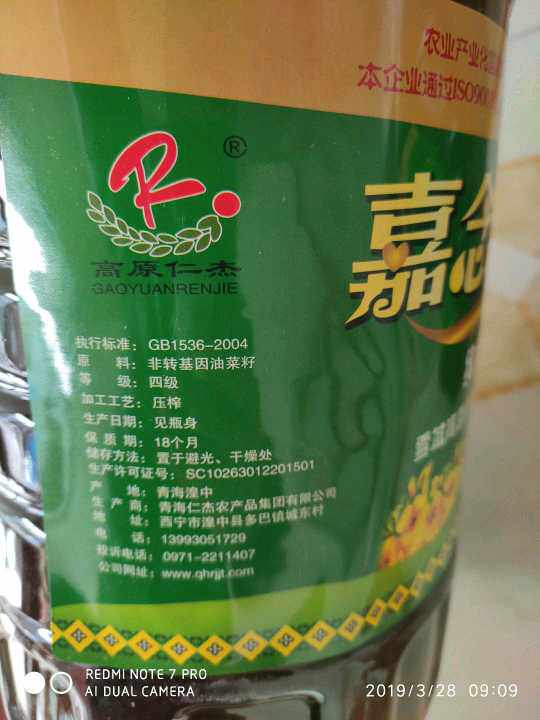 农业产业化
本企业通过ISO900
R
®
高原仁杰
GAOYUANRENJIE
嘉
执行标准：GB1536-2004
原 料：非转基因油菜籽
等 级：四级
加工工艺：压榨
生产日期：见瓶身
保 质 期：18个月
储存方法：置于避光、干燥处
生产许可证号：SC10263012201501
产 地：青海湟中
生 产 商：青海仁杰农产品集团有限公司
地 址：西宁市湟中县多巴镇城东村
电 话：13993051729
投诉电话：0971-2211407
公司网址：www.qhrjjt.com
REDMI NOTE 7 PRO
AI DUAL CAMERA
2019/3/28 09:09